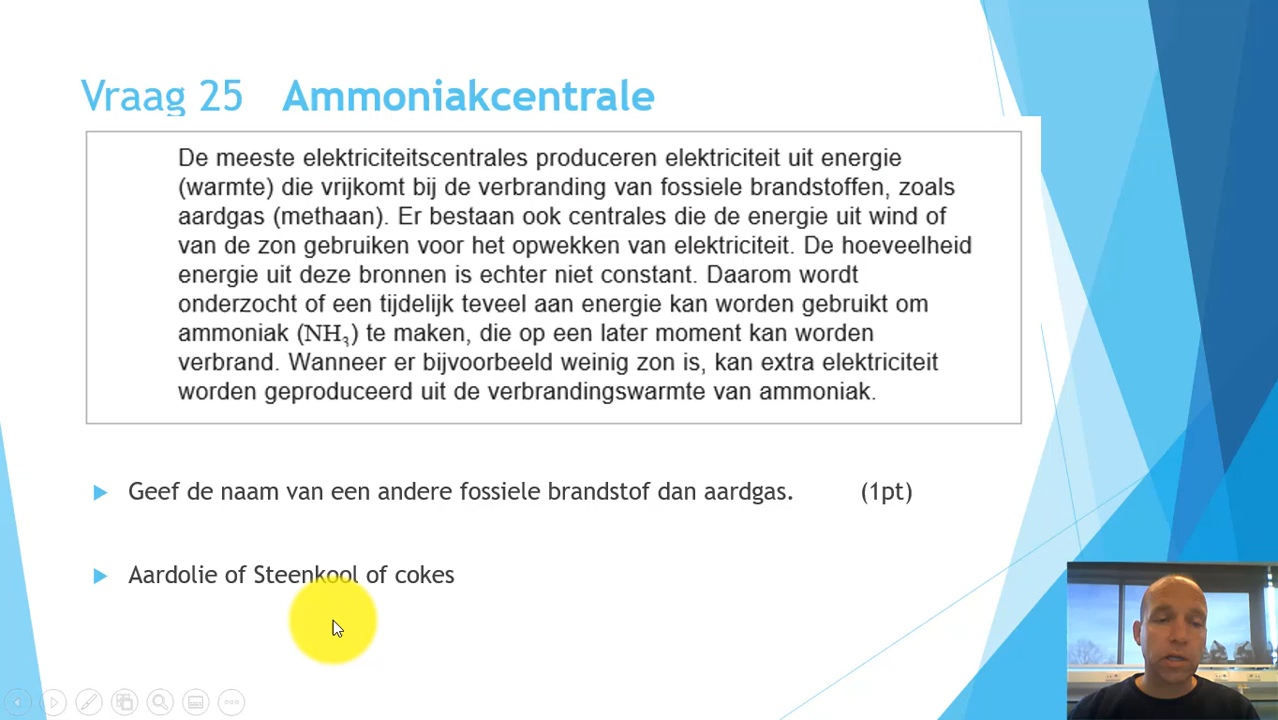 Vraag 25 Ammoniakcentrale
De meeste elektriciteitscentrales produceren elektriciteit uit energie
(warmte) die vrijkomt bij de verbranding van fossiele brandstoffen, zoals
aardgas (methaan). Er bestaan ook centrales die de energie uit wind of
van de zon gebruiken voor het opwekken van elektriciteit. De hoeveelheid
energie uit deze bronnen is echter niet constant. Daarom wordt
onderzocht of een tijdelijk teveel aan energie kan worden gebruikt om
ammoniak (NH₃) te maken, die op een later moment kan worden
verbrand. Wanneer er bijvoorbeeld weinig zon is, kan extra elektriciteit
worden geproduceerd uit de verbrandingswarmte van ammoniak.
Geef de naam van een andere fossiele brandstof dan aardgas. (1pt)
Aardolie of Steenkool of cokes